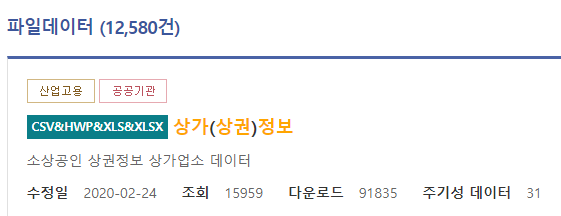 파일데이터 (12,580건)
산업고용 공공기관
CSV&HWP&XLS&XLSX 상가(상권)정보
소상공인 상권정보 상가업소 데이터
수정일 2020-02-24 조회 15959 다운로드 91835 주기성 데이터 31